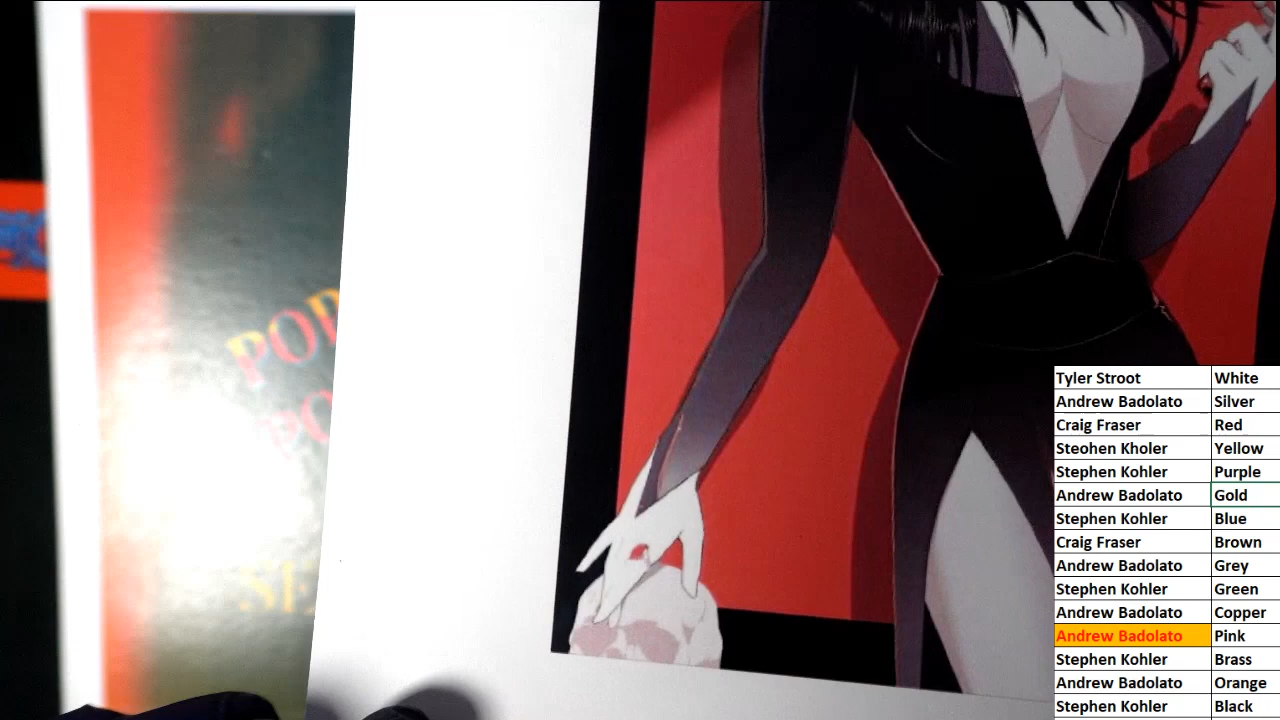 Tyler Stroot White
Andrew Badolato Silver
Craig Fraser Red
Steohen Kholer Yellow
Stephen Kohler Purple
Andrew Badolato Gold
Stephen Kohler Blue
Craig Fraser Brown
Andrew Badolato Grey
Stephen Kohler Green
Andrew Badolato Copper
Andrew Badolato Pink
Stephen Kohler Brass
Andrew Badolato Orange
Stephen Kohler Black